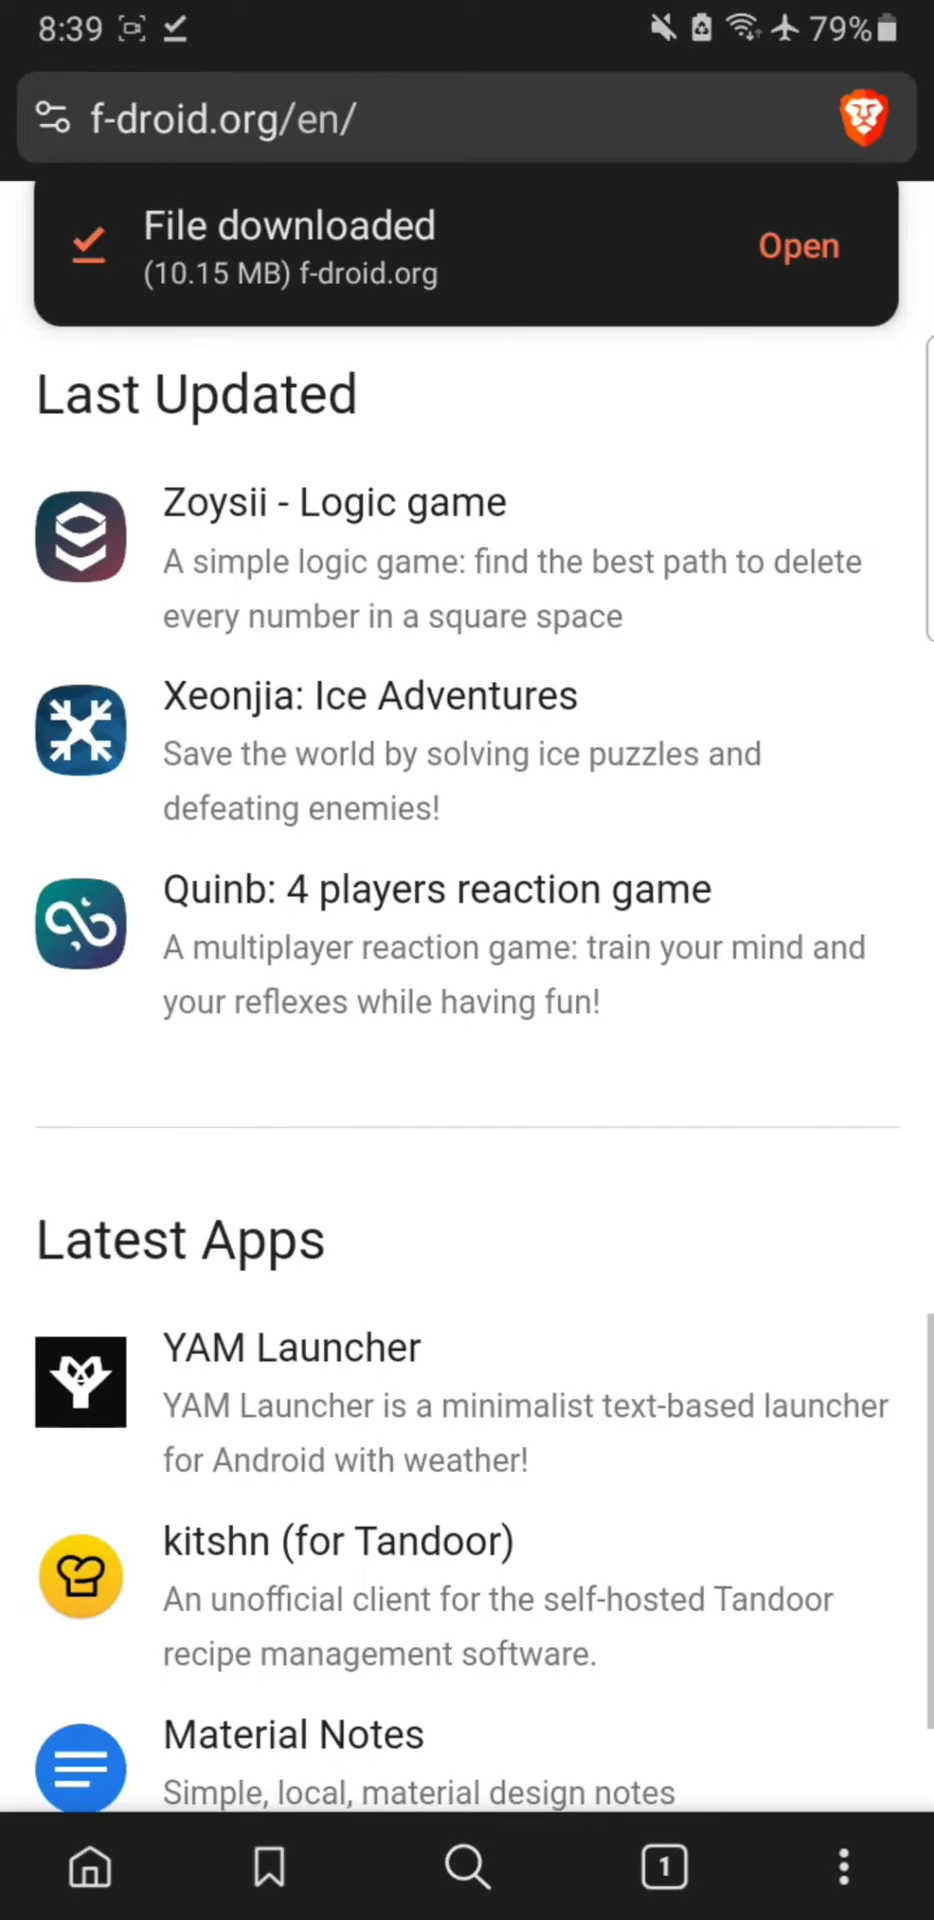 8:39
79%
f-droid.org/en/
File downloaded
Open
(10.15 MB) f-droid.org
Last Updated
Zoysii - Logic game
A simple logic game: find the best path to delete
every number in a square space
Xeonjia: Ice Adventures
Save the world by solving ice puzzles and
defeating enemies!
Quinb: 4 players reaction game
A multiplayer reaction game: train your mind and
your reflexes while having fun!
Latest Apps
YAM Launcher
YAM Launcher is a minimalist text-based launcher
for Android with weather!
kitshn (for Tandoor)
An unofficial client for the self-hosted Tandoor
recipe management software.
Material Notes
Simple, local, material design notes
1